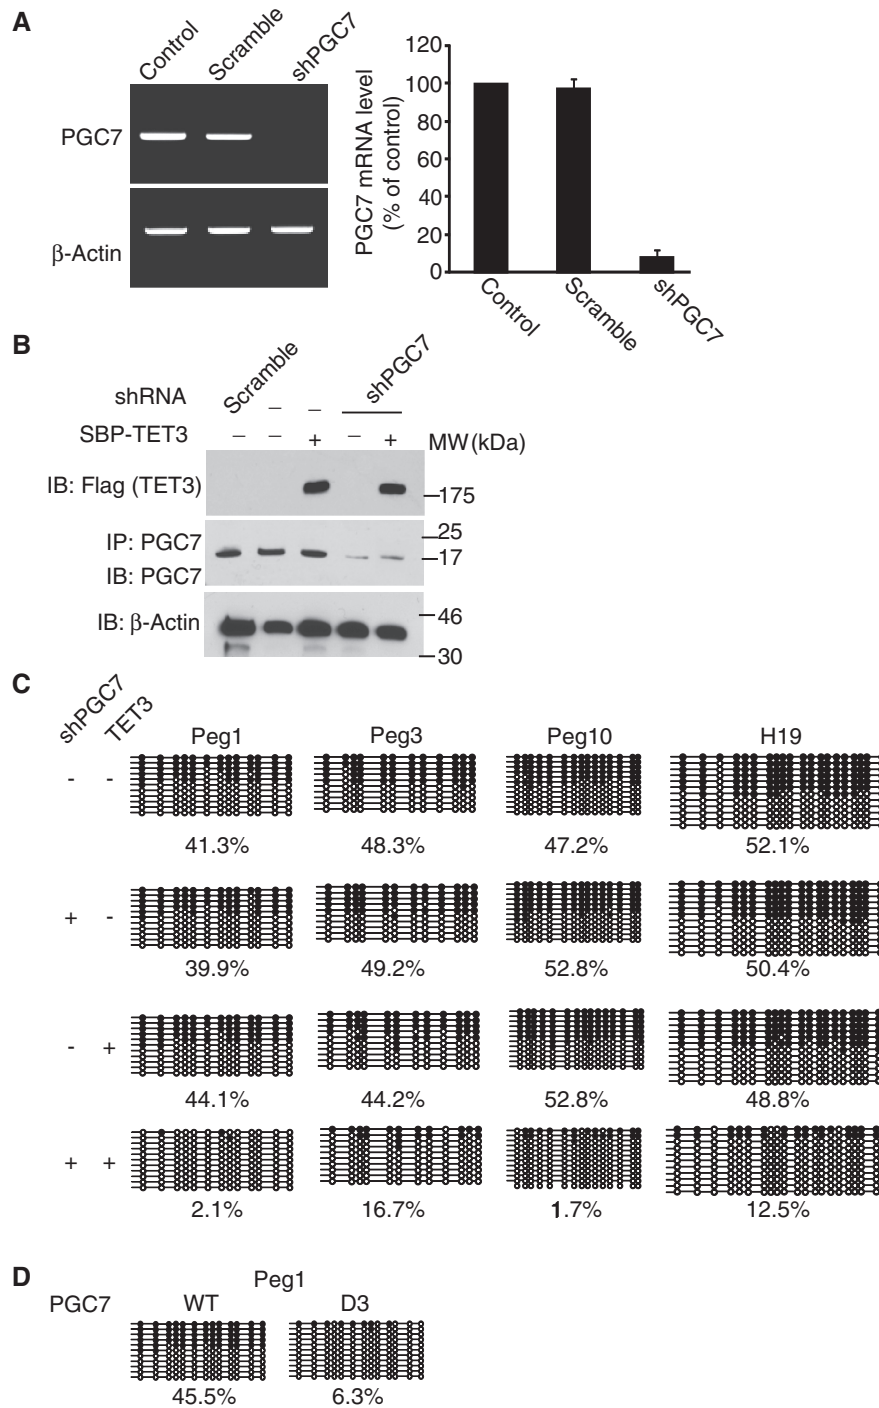 A
Control Scramble shPGC7
PGC7
β-Actin
PGC7 mRNA level
(% of control)
120
100
80
60
40
20
0
Control Scramble shPGC7
B
shRNA Scramble – – shPGC7
SBP-TET3 – – + – + MW (kDa)
IB: Flag (TET3) 175
IP: PGC7 25
IB: PGC7 17
IB: β-Actin 46
30
C
shPGC7 TET3 Peg1 Peg3 Peg10 H19
- -
41.3% 48.3% 47.2% 52.1%
+ -
39.9% 49.2% 52.8% 50.4%
- +
44.1% 44.2% 52.8% 48.8%
+ +
2.1% 16.7% 1.7% 12.5%
D
Peg1
PGC7 WT D3
45.5% 6.3%